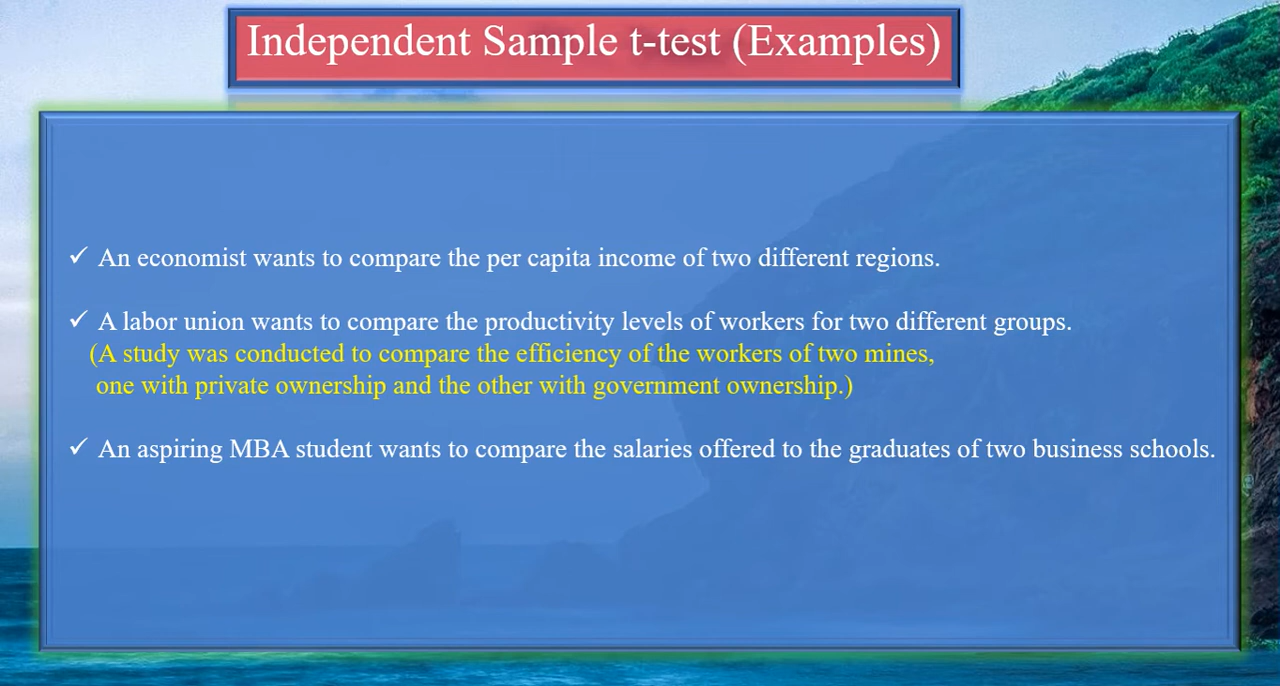 Independent Sample t-test (Examples)
✓ An economist wants to compare the per capita income of two different regions.
✓ A labor union wants to compare the productivity levels of workers for two different groups.
(A study was conducted to compare the efficiency of the workers of two mines,
one with private ownership and the other with government ownership.)
✓ An aspiring MBA student wants to compare the salaries offered to the graduates of two business schools.